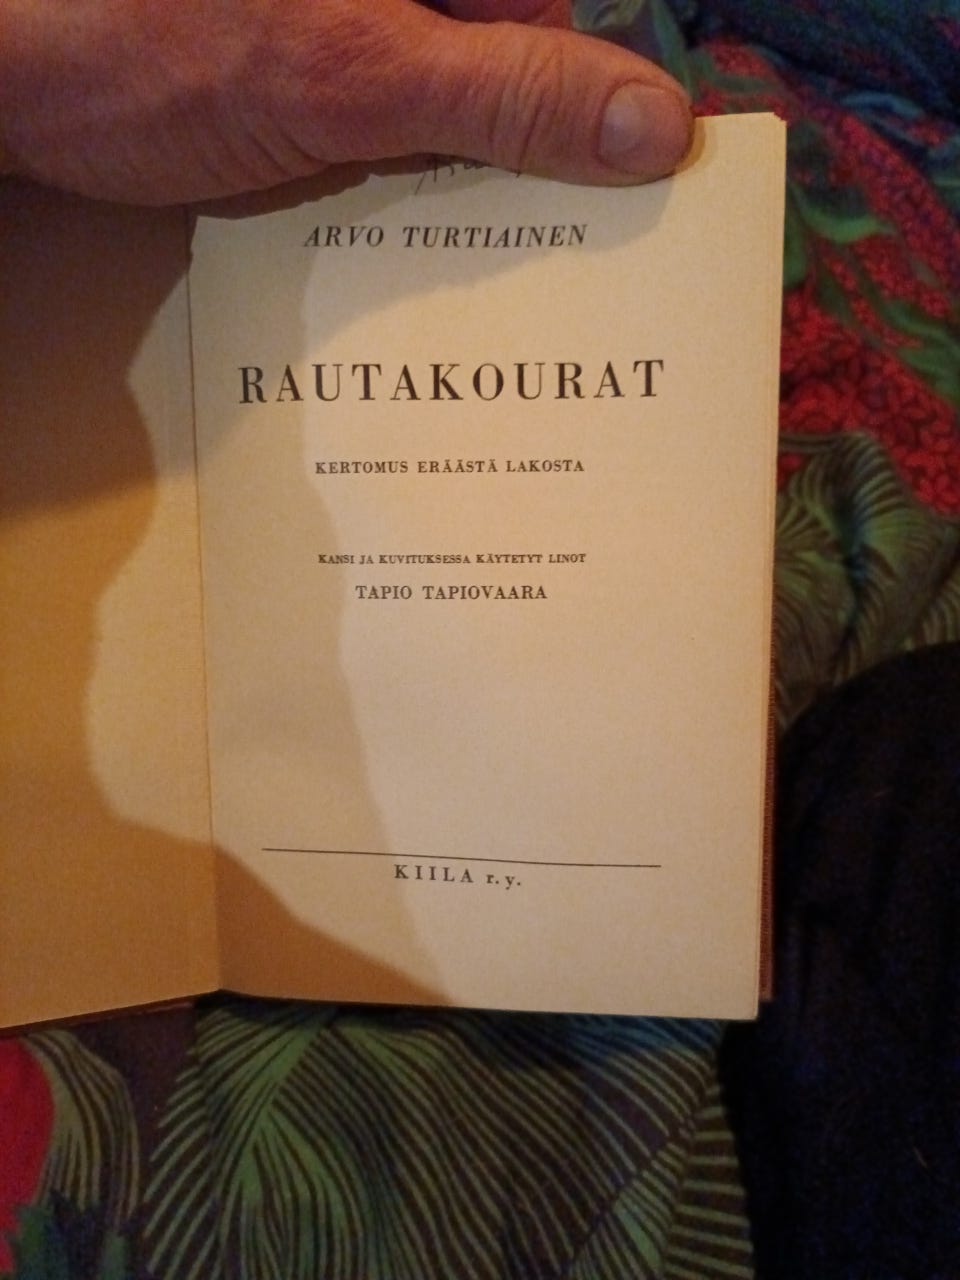 ARVO TURTIAINEN
RAUTAKOURAT
KERTOMUS ERÄÄSTÄ LAKOSTA
KANSI JA KUVITUKSESSA KÄYTETYT LINOT
TAPIO TAPIOVAARA
KIILA r.y.